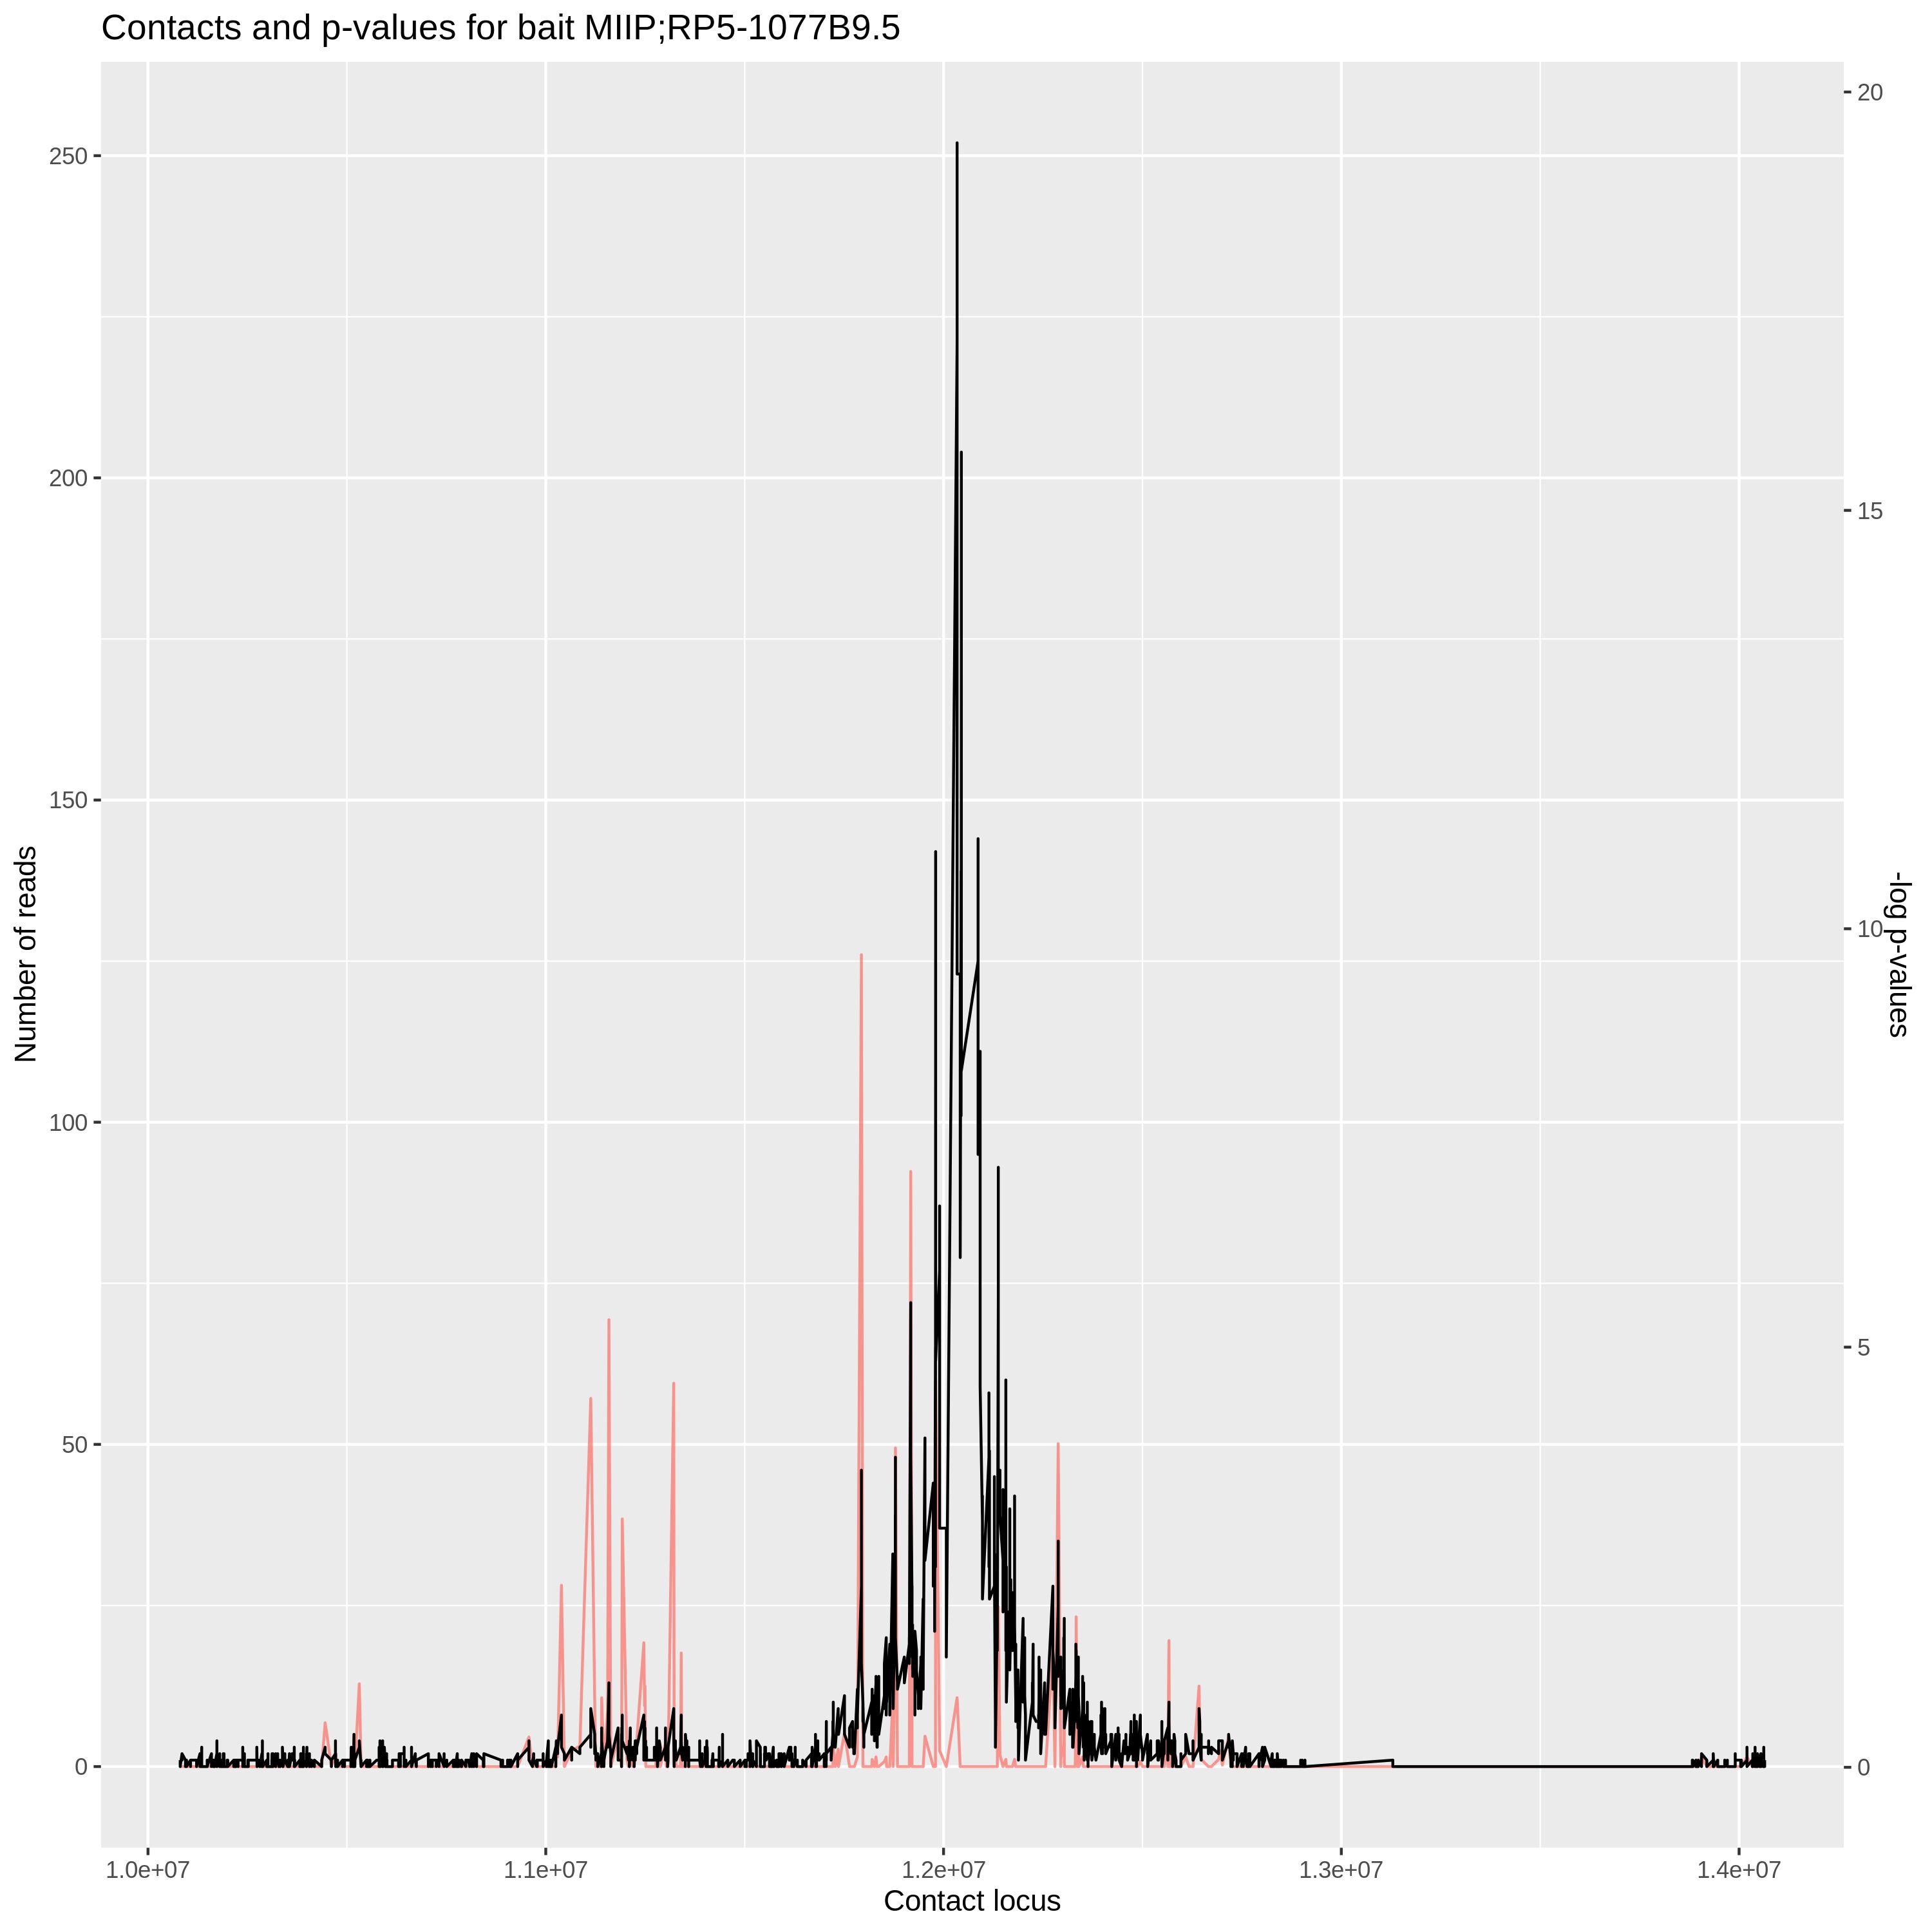 Contacts and p-values for bait MIIP;RP5-1077B9.5
Number of reads
250
200
150
100
50
0
20
15
10
5
0
-log p-values
1.0e+07 1.1e+07 1.2e+07 1.3e+07 1.4e+07
Contact locus